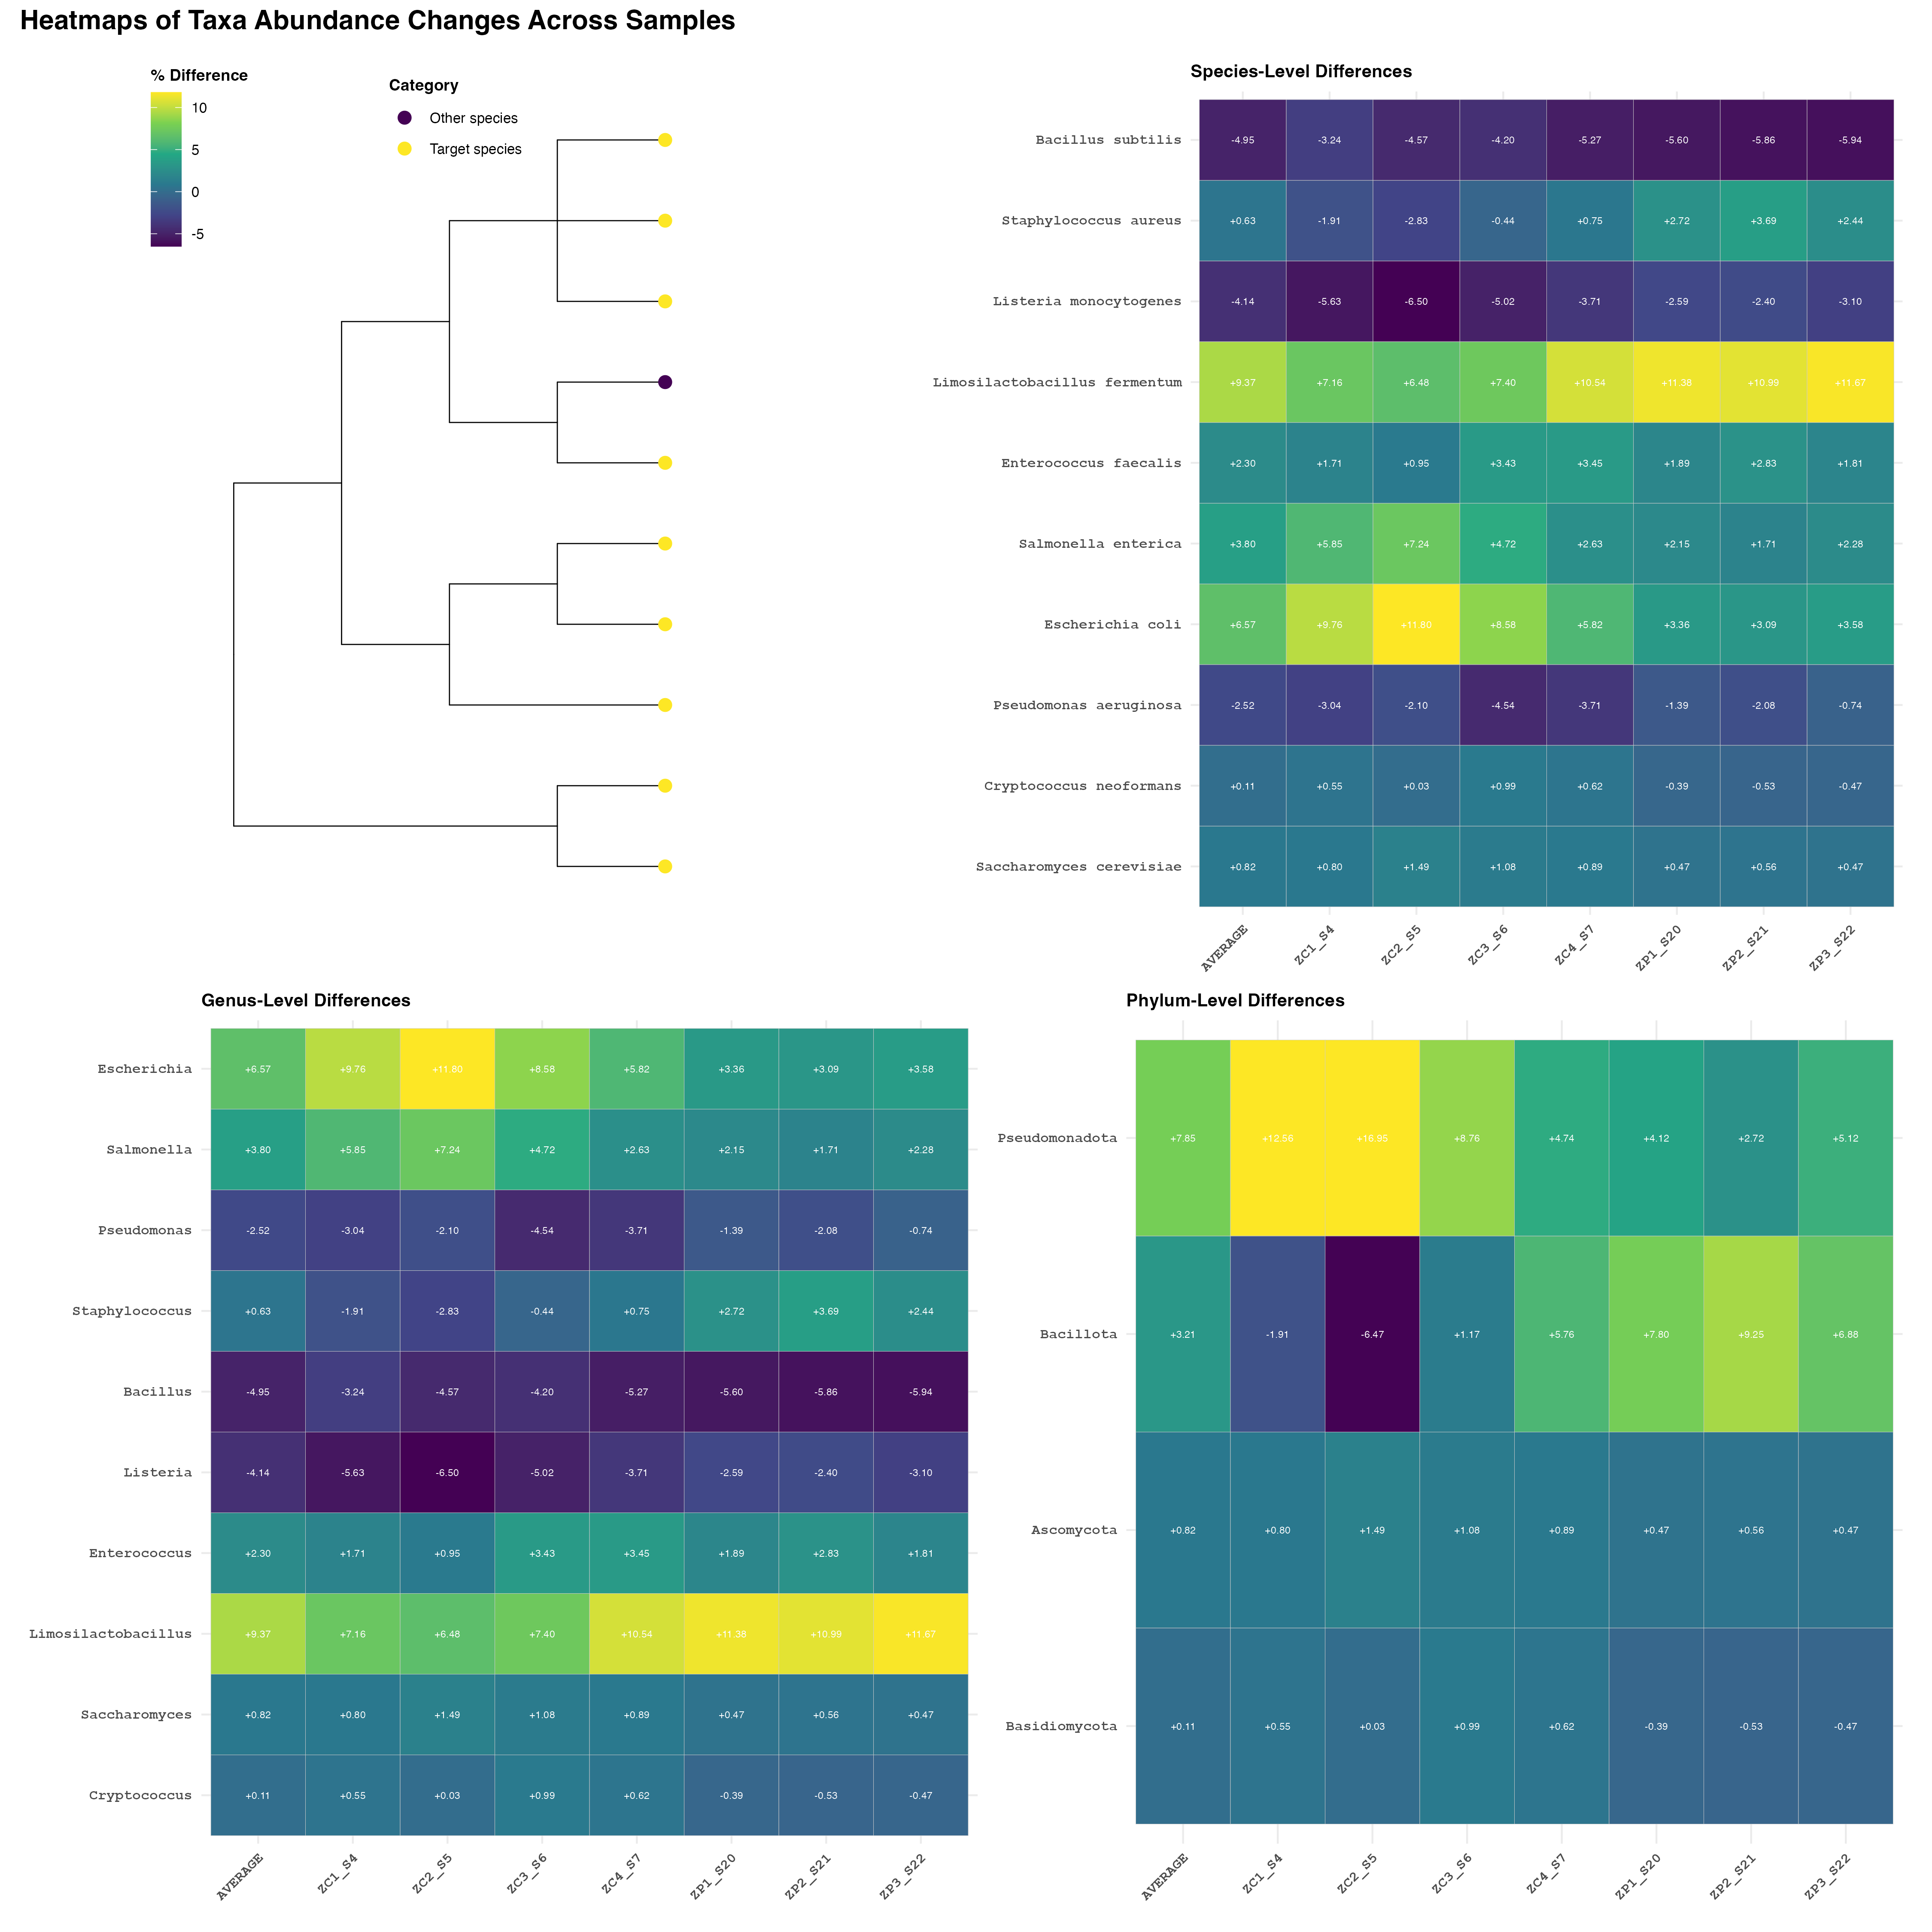 Heatmaps of Taxa Abundance Changes Across Samples
% Difference
10
5
0
-5
Category
Other species
Target species
Species-Level Differences
Bacillus subtilis -4.95 -3.24 -4.57 -4.20 -5.27 -5.60 -5.86 -5.94
Staphylococcus aureus +0.63 -1.91 -2.83 -0.44 +0.75 +2.72 +3.69 +2.44
Listeria monocytogenes -4.14 -5.63 -6.50 -5.02 -3.71 -2.59 -2.40 -3.10
Limosilactobacillus fermentum +9.37 +7.16 +6.48 +7.40 +10.54 +11.38 +10.99 +11.67
Enterococcus faecalis +2.30 +1.71 +0.95 +3.43 +3.45 +1.89 +2.83 +1.81
Salmonella enterica +3.80 +5.85 +7.24 +4.72 +2.63 +2.15 +1.71 +2.28
Escherichia coli +6.57 +9.76 +11.80 +8.58 +5.82 +3.36 +3.09 +3.58
Pseudomonas aeruginosa -2.52 -3.04 -2.10 -4.54 -3.71 -1.39 -2.08 -0.74
Cryptococcus neoformans +0.11 +0.55 +0.03 +0.99 +0.62 -0.39 -0.53 -0.47
Saccharomyces cerevisiae +0.82 +0.80 +1.49 +1.08 +0.89 +0.47 +0.56 +0.47
AVERAGE ZC1_S4 ZC2_S5 ZC3_S6 ZC4_S7 ZP1_S20 ZP2_S21 ZP3_S22
Genus-Level Differences
Escherichia +6.57 +9.76 +11.80 +8.58 +5.82 +3.36 +3.09 +3.58
Salmonella +3.80 +5.85 +7.24 +4.72 +2.63 +2.15 +1.71 +2.28
Pseudomonas -2.52 -3.04 -2.10 -4.54 -3.71 -1.39 -2.08 -0.74
Staphylococcus +0.63 -1.91 -2.83 -0.44 +0.75 +2.72 +3.69 +2.44
Bacillus -4.95 -3.24 -4.57 -4.20 -5.27 -5.60 -5.86 -5.94
Listeria -4.14 -5.63 -6.50 -5.02 -3.71 -2.59 -2.40 -3.10
Enterococcus +2.30 +1.71 +0.95 +3.43 +3.45 +1.89 +2.83 +1.81
Limosilactobacillus +9.37 +7.16 +6.48 +7.40 +10.54 +11.38 +10.99 +11.67
Saccharomyces +0.82 +0.80 +1.49 +1.08 +0.89 +0.47 +0.56 +0.47
Cryptococcus +0.11 +0.55 +0.03 +0.99 +0.62 -0.39 -0.53 -0.47
AVERAGE ZC1_S4 ZC2_S5 ZC3_S6 ZC4_S7 ZP1_S20 ZP2_S21 ZP3_S22
Phylum-Level Differences
Pseudomonadota +7.85 +12.56 +16.95 +8.76 +4.74 +4.12 +2.72 +5.12
Bacillota +3.21 -1.91 -6.47 +1.17 +5.76 +7.80 +9.25 +6.88
Ascomycota +0.82 +0.80 +1.49 +1.08 +0.89 +0.47 +0.56 +0.47
Basidiomycota +0.11 +0.55 +0.03 +0.99 +0.62 -0.39 -0.53 -0.47
AVERAGE ZC1_S4 ZC2_S5 ZC3_S6 ZC4_S7 ZP1_S20 ZP2_S21 ZP3_S22